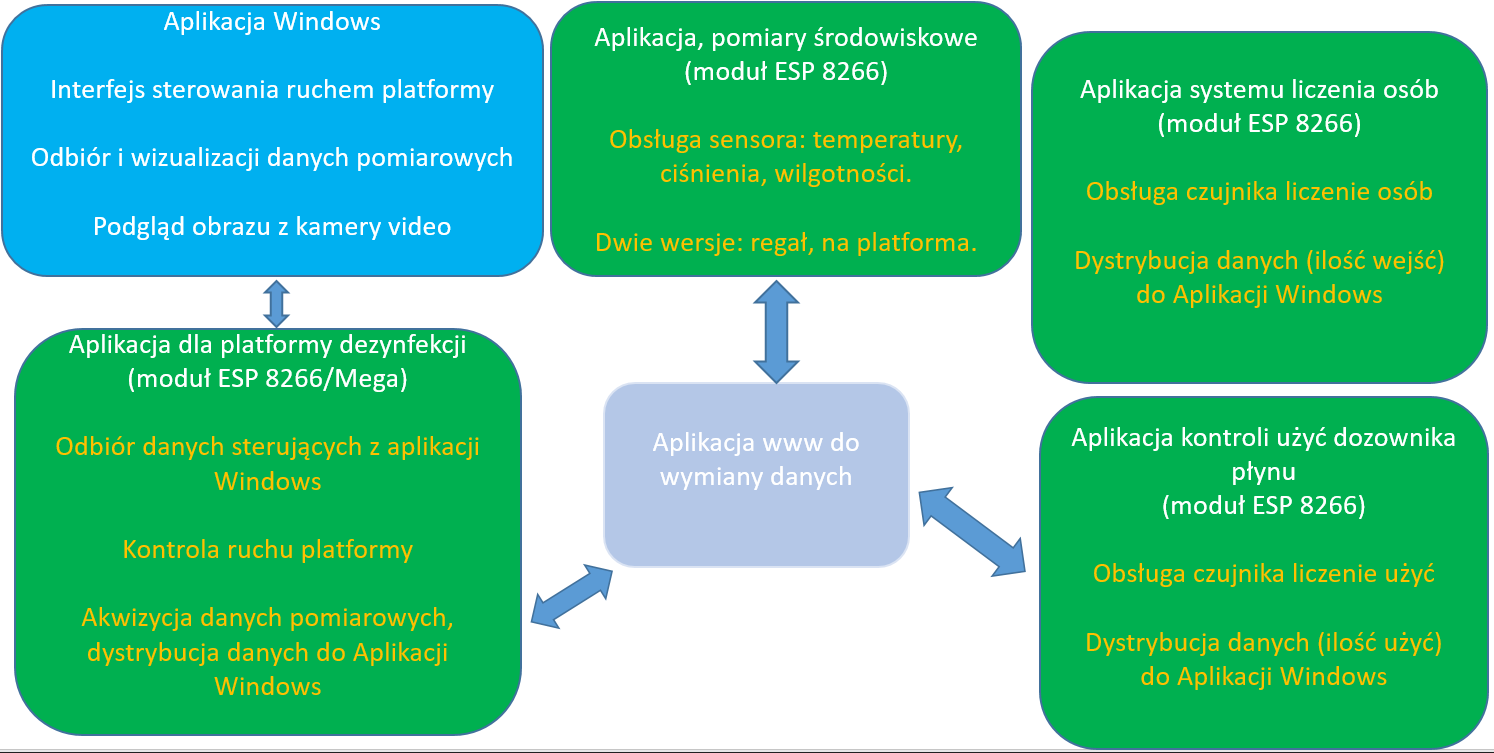 Aplikacja Windows
Interfejs sterowania ruchem platformy
Odbiór i wizualizacji danych pomiarowych
Podgląd obrazu z kamery video
Aplikacja, pomiary środowiskowe
(moduł ESP 8266)
Obsługa sensora: temperatury,
ciśnienia, wilgotności.
Dwie wersje: regał, na platforma.
Aplikacja systemu liczenia osób
(moduł ESP 8266)
Obsługa czujnika liczenie osób
Dystrybucja danych (ilość wejść)
do Aplikacji Windows
Aplikacja dla platformy dezynfekcji
(moduł ESP 8266/Mega)
Odbiór danych sterujących z aplikacji
Windows
Kontrola ruchu platformy
Akwizycja danych pomiarowych,
dystrybucja danych do Aplikacji
Windows
Aplikacja www do
wymiany danych
Aplikacja kontroli użyć dozownika
płynu
(moduł ESP 8266)
Obsługa czujnika liczenie użyć
Dystrybucja danych (ilość użyć)
do Aplikacji Windows